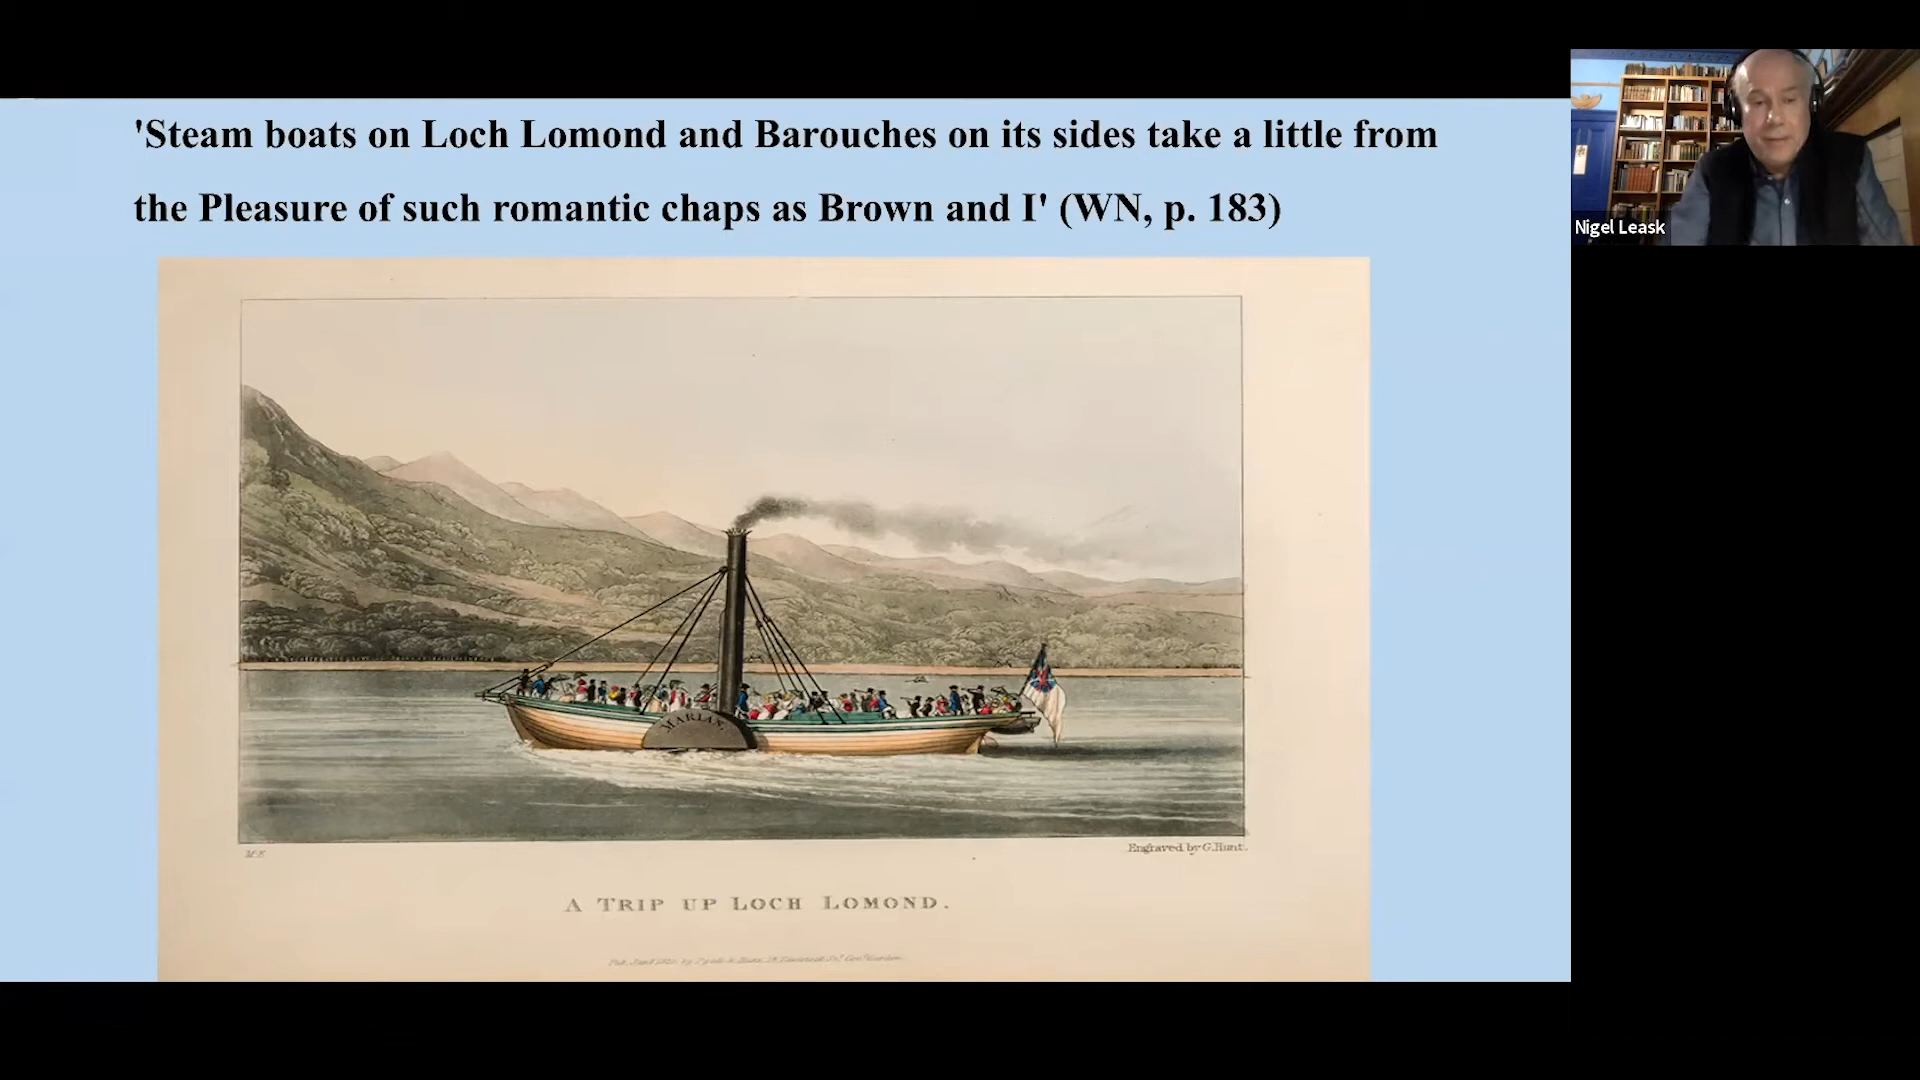 'Steam boats on Loch Lomond and Barouches on its sides take a little from
the Pleasure of such romantic chaps as Brown and I' (WN, p. 183)
Nigel Leask
MARIAN.
Engraved by G. Hunt.
A TRIP UP LOCH LOMOND.